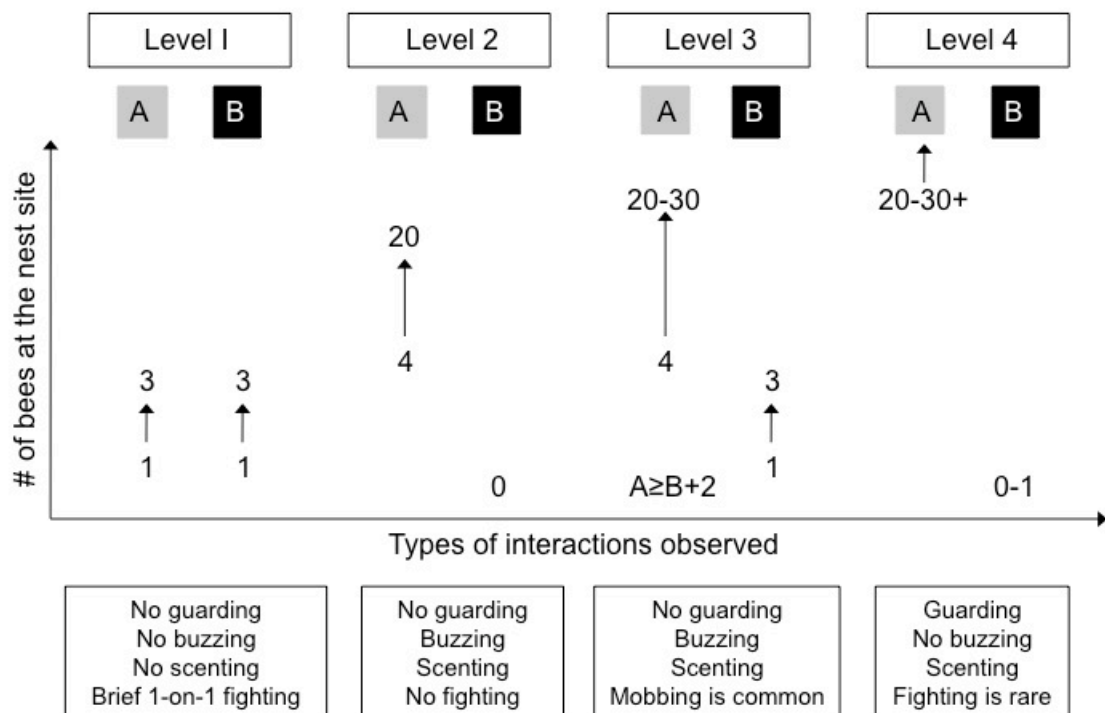 Level I
Level 2
Level 3
Level 4
A
B
A
B
A
B
A
B
# of bees at the nest site
20-30
20-30+
20
4
4
3
3
3
1
1
1
0
A≥B+2
0-1
Types of interactions observed
No guarding
No buzzing
No scenting
Brief 1-on-1 fighting
No guarding
Buzzing
Scenting
No fighting
No guarding
Buzzing
Scenting
Mobbing is common
Guarding
No buzzing
Scenting
Fighting is rare